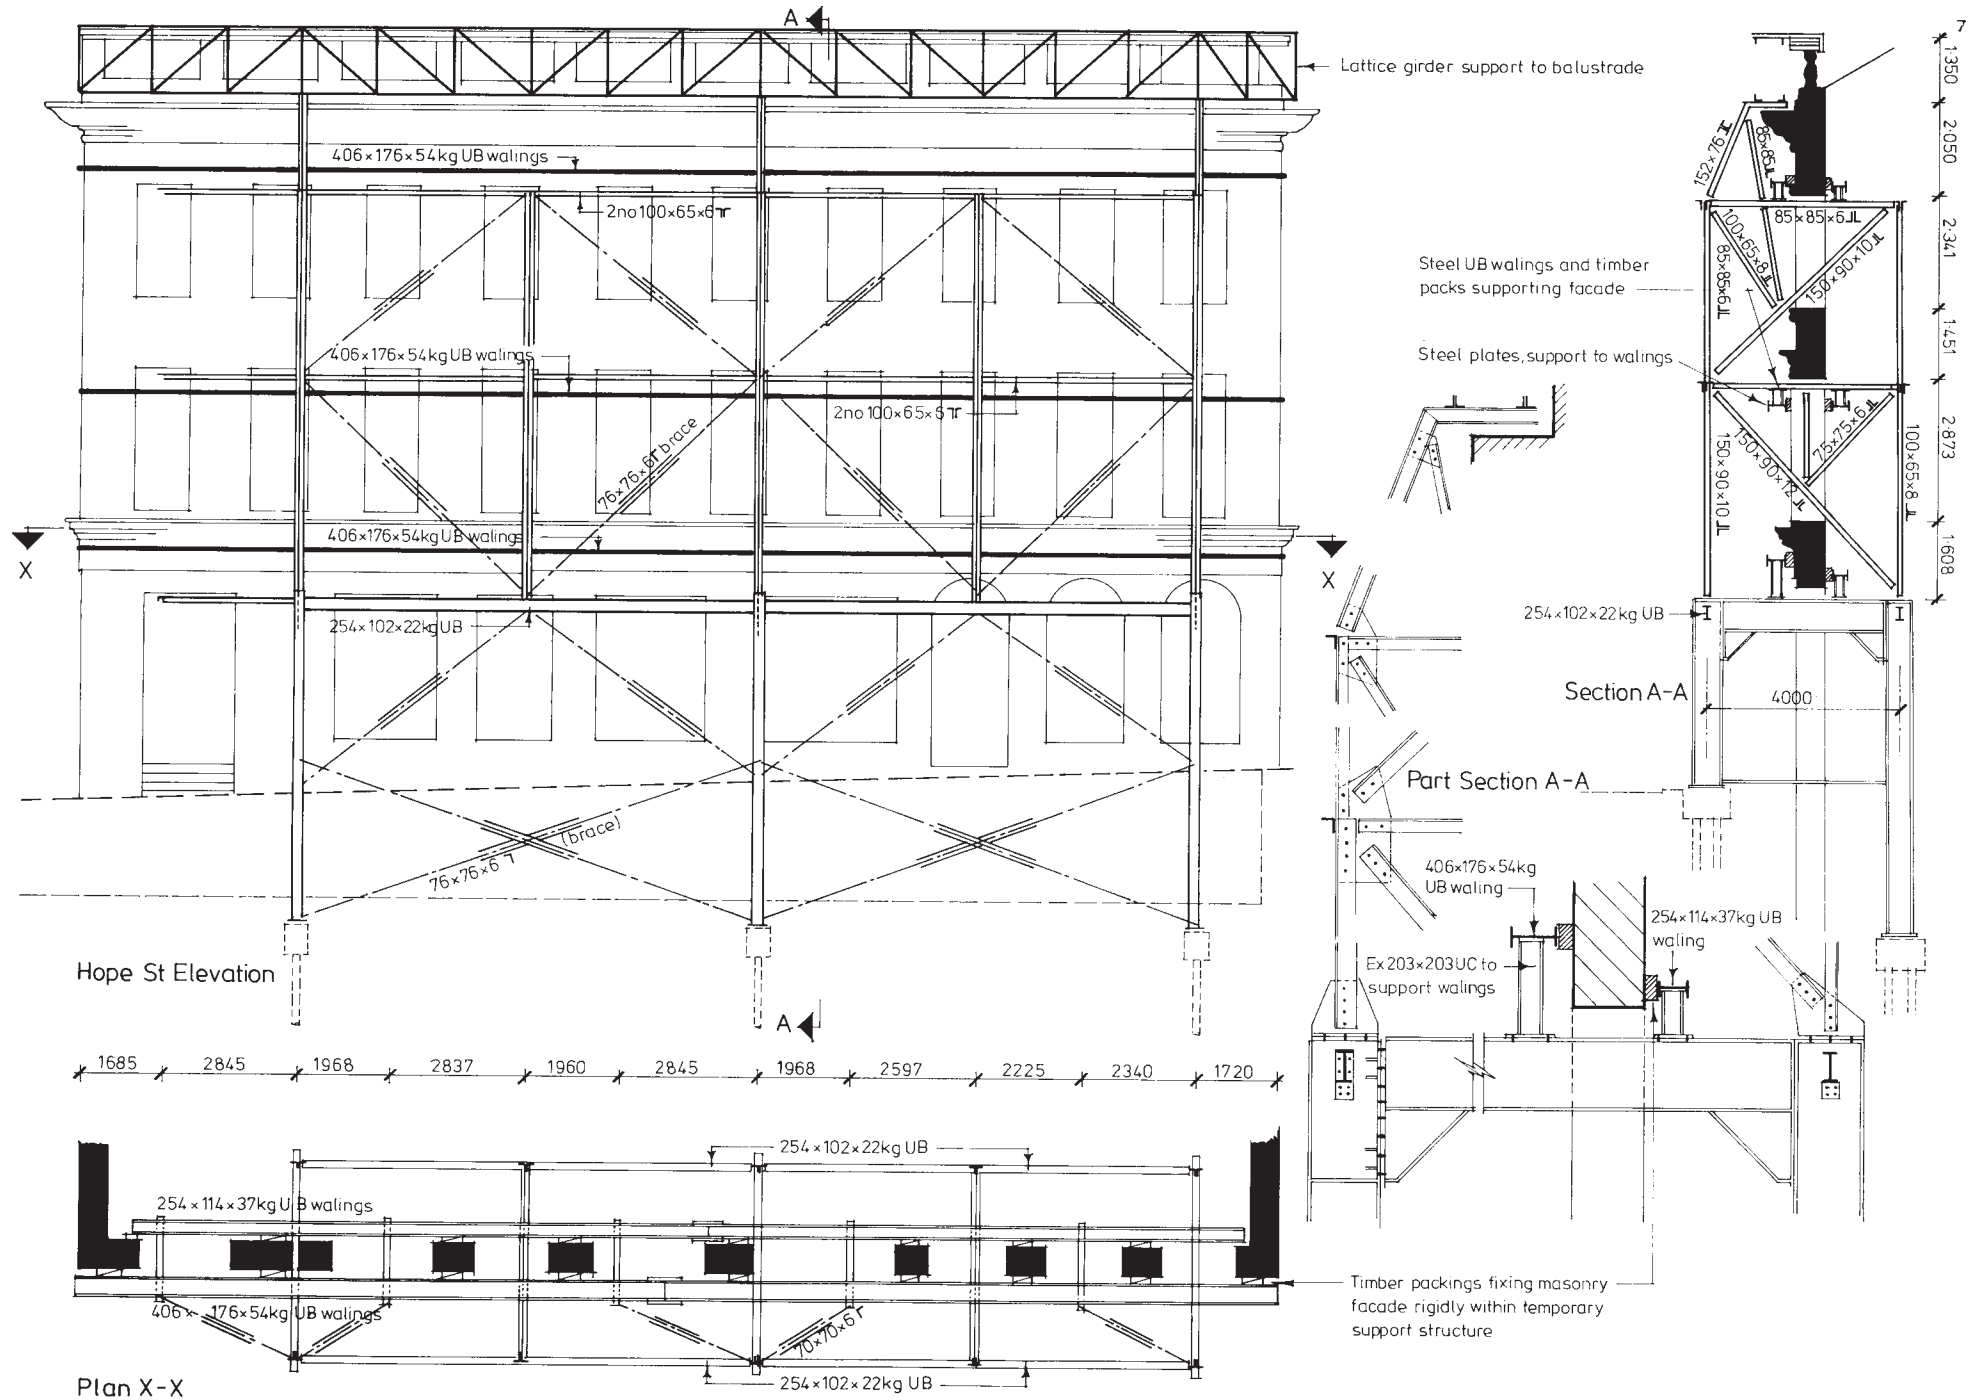 A
7
Lattice girder support to balustrade
406×176×54kg UB walings
2no 100×65×6
406×176×54kg UB walings
2no 100×65×6
76×76×6 brace
406×176×54kg UB walings
X
X
254×102×22kg UB
76×76×6
(brace)
Hope St Elevation
A
1685
2845
1968
2837
1960
2845
1968
2597
2225
2340
1720
254×102×22kg UB
254×114×37kg UB walings
406×176×54kg UB walings
70×70×6
254×102×22kg UB
Plan X-X
Steel UB walings and timber
packs supporting facade
Steel plates, support to walings
152×76
85×85
85×85×6
100×65×8
85×85×6
150×90×10
75×75×6
150×90×12
150×90×10
100×65×8
1·350
2·050
2·341
1·451
2·873
1·608
254×102×22kg UB
Section A-A
4000
Part Section A-A
406×176×54kg
UB waling
254×114×37kg UB
waling
Ex 203×203 UC to
support walings
Timber packings fixing masonry
facade rigidly within temporary
support structure